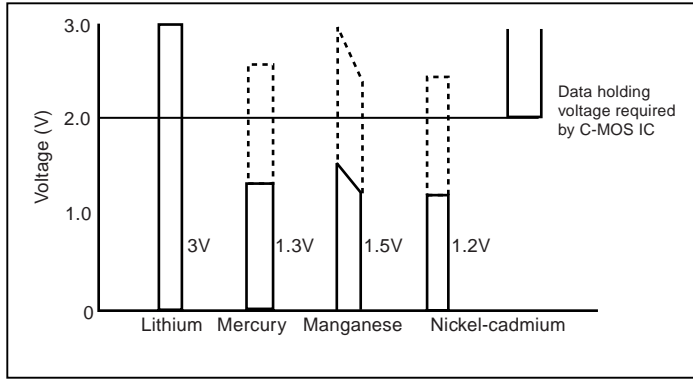 3.0
2.0
1.0
0
Voltage (V)
3V
1.3V
1.5V
1.2V
Data holding
voltage required
by C-MOS IC
Lithium
Mercury
Manganese
Nickel-cadmium